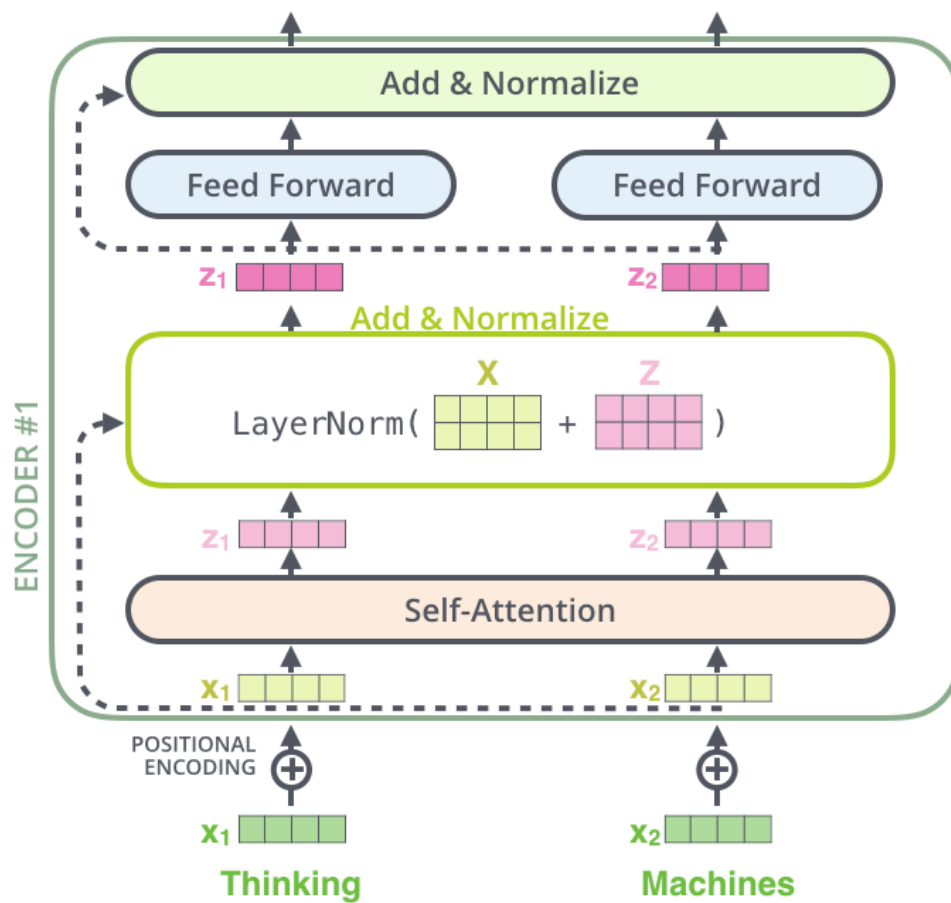 Add & Normalize
Feed Forward Feed Forward
z1 z2
Add & Normalize
X Z
LayerNorm( + )
ENCODER #1
z1 z2
Self-Attention
x1 x2
POSITIONAL
ENCODING
x1 x2
Thinking Machines